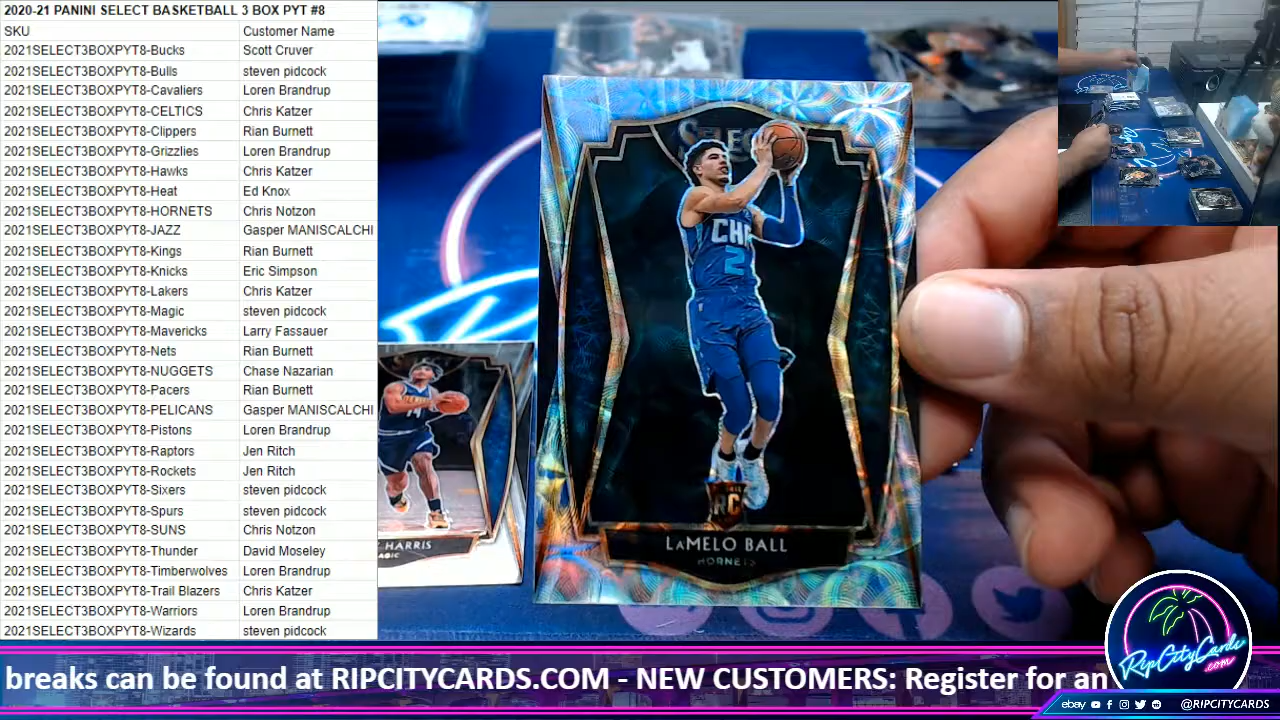 2020-21 PANINI SELECT BASKETBALL 3 BOX PYT #8
SKU Customer Name
2021SELECT3BOXPYT8-Bucks Scott Cruver
2021SELECT3BOXPYT8-Bulls steven pidcock
2021SELECT3BOXPYT8-Cavaliers Loren Brandrup
2021SELECT3BOXPYT8-CELTICS Chris Katzer
2021SELECT3BOXPYT8-Clippers Rian Burnett
2021SELECT3BOXPYT8-Grizzlies Loren Brandrup
2021SELECT3BOXPYT8-Hawks Chris Katzer
2021SELECT3BOXPYT8-Heat Ed Knox
2021SELECT3BOXPYT8-HORNETS Chris Notzon
2021SELECT3BOXPYT8-JAZZ Gasper MANISCALCHI
2021SELECT3BOXPYT8-Kings Rian Burnett
2021SELECT3BOXPYT8-Knicks Eric Simpson
2021SELECT3BOXPYT8-Lakers Chris Katzer
2021SELECT3BOXPYT8-Magic steven pidcock
2021SELECT3BOXPYT8-Mavericks Larry Fassauer
2021SELECT3BOXPYT8-Nets Rian Burnett
2021SELECT3BOXPYT8-NUGGETS Chase Nazarian
2021SELECT3BOXPYT8-Pacers Rian Burnett
2021SELECT3BOXPYT8-PELICANS Gasper MANISCALCHI
2021SELECT3BOXPYT8-Pistons Loren Brandrup
2021SELECT3BOXPYT8-Raptors Jen Ritch
2021SELECT3BOXPYT8-Rockets Jen Ritch
2021SELECT3BOXPYT8-Sixers steven pidcock
2021SELECT3BOXPYT8-Spurs steven pidcock
2021SELECT3BOXPYT8-SUNS Chris Notzon
2021SELECT3BOXPYT8-Thunder David Moseley
2021SELECT3BOXPYT8-Timberwolves Loren Brandrup
2021SELECT3BOXPYT8-Trail Blazers Chris Katzer
2021SELECT3BOXPYT8-Warriors Loren Brandrup
2021SELECT3BOXPYT8-Wizards steven pidcock
SELECT
CHA
2
RC
LAMELO BALL
HORNETS
HARRIS
MAGIC
breaks can be found at RIPCITYCARDS.COM - NEW CUSTOMERS: Register for an
RipCityCards
.com
ebay @RIPCITYCARDS